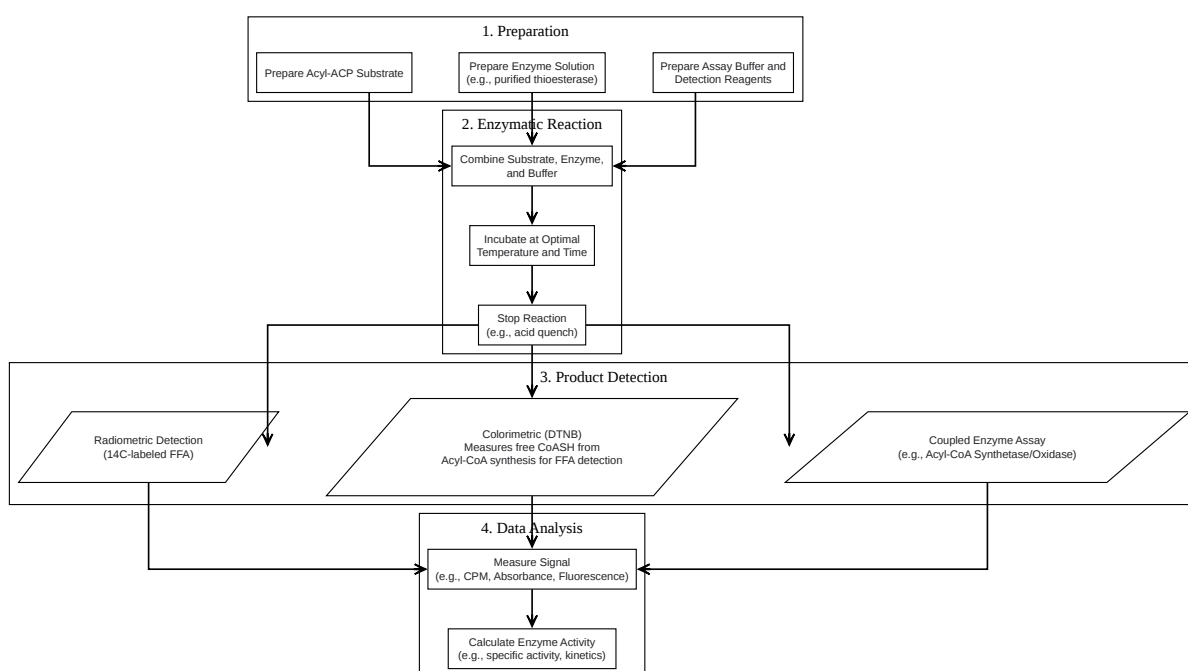 1. Preparation
Prepare Acyl-ACP Substrate
Prepare Enzyme Solution
(e.g., purified thioesterase)
Prepare Assay Buffer and
Detection Reagents
2. Enzymatic Reaction
Combine Substrate, Enzyme,
and Buffer
Incubate at Optimal
Temperature and Time
Stop Reaction
(e.g., acid quench)
3. Product Detection
Radiometric Detection
(14C-labeled FFA)
Colorimetric (DTNB)
Measures free CoASH from
Acyl-CoA synthesis for FFA detection
Coupled Enzyme Assay
(e.g., Acyl-CoA Synthetase/Oxidase)
4. Data Analysis
Measure Signal
(e.g., CPM, Absorbance, Fluorescence)
Calculate Enzyme Activity
(e.g., specific activity, kinetics)